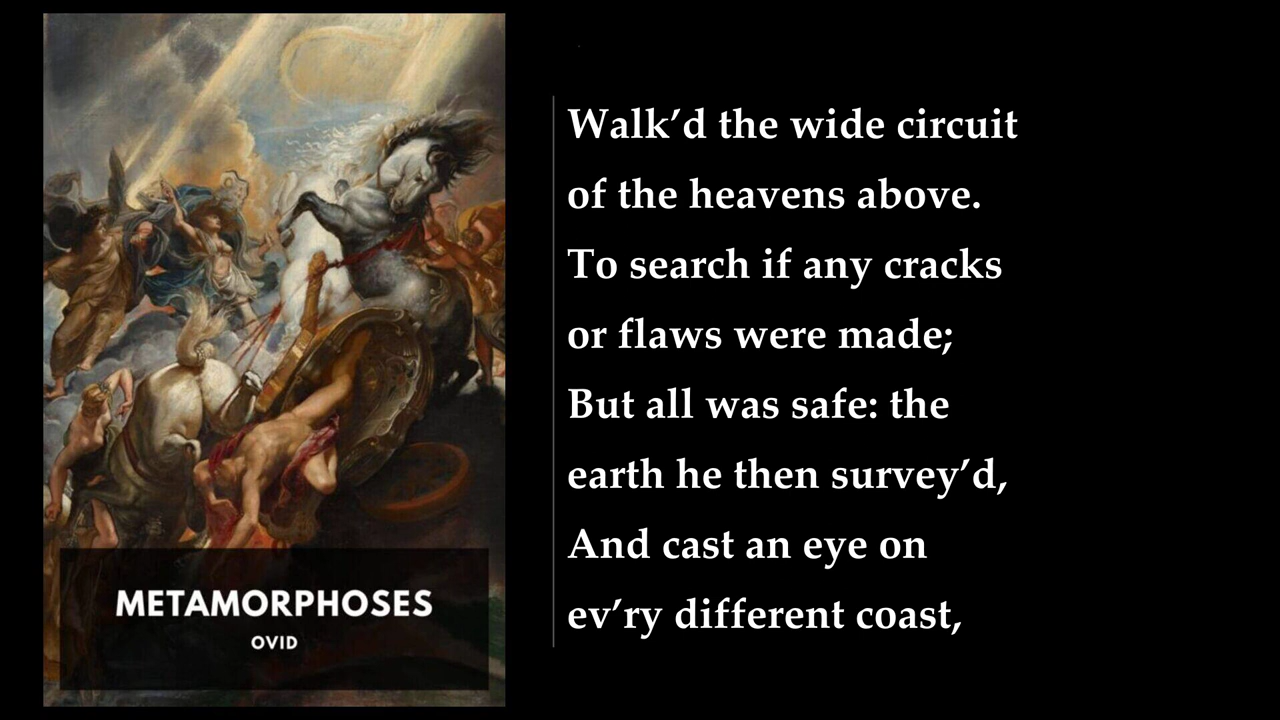 METAMORPHOSES
OVID
Walk’d the wide circuit
of the heavens above.
To search if any cracks
or flaws were made;
But all was safe: the
earth he then survey’d,
And cast an eye on
ev’ry different coast,